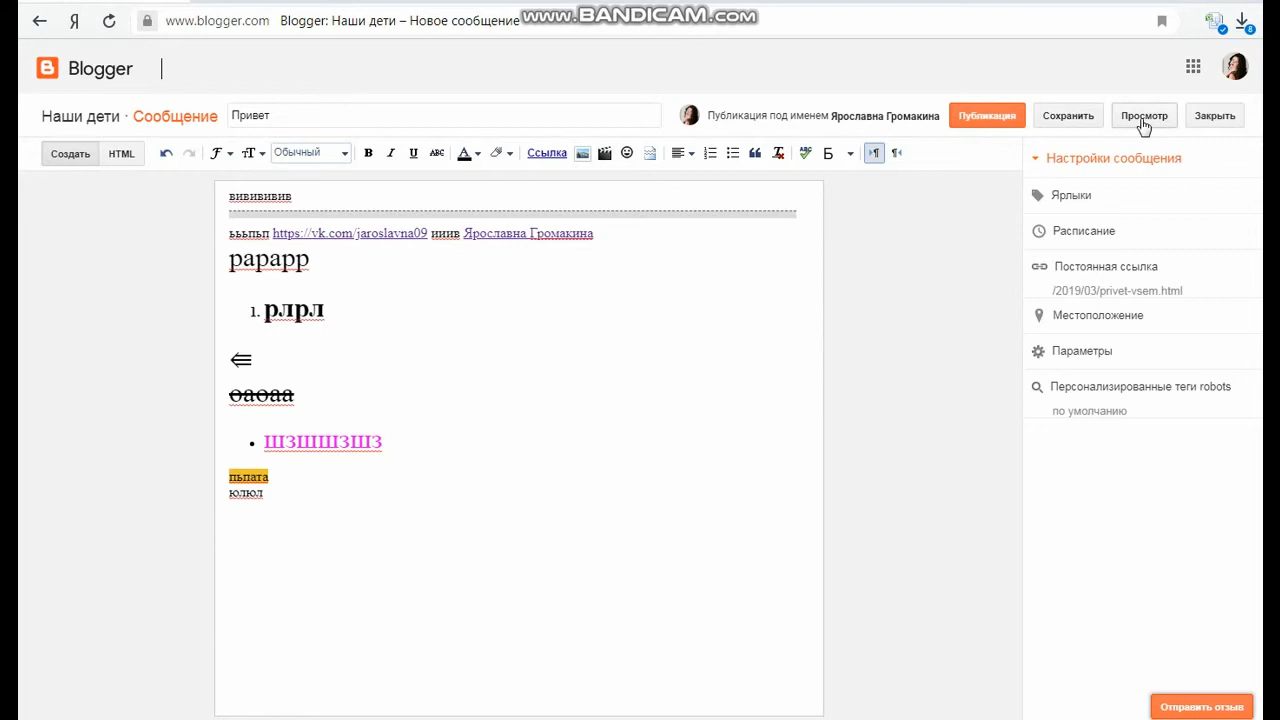 www.blogger.com Blogger: Наши дети – Новое сообщение
www.BANDICAM.com
8
Blogger
Наши дети · Сообщение Привет Публикация под именем Ярославна Громакина Публикация Сохранить Просмотр Закрыть
Создать HTML Обычный Ссылка
Настройки сообщения
Ярлыки
Расписание
Постоянная ссылка
/2019/03/privet-vsem.html
Местоположение
Параметры
Персонализированные теги robots
по умолчанию
вивививив
ьььпьп https://vk.com/jaroslavna09 ииив Ярославна Громакина
рарарр
1. рлрл
⇚
оаоаа
• шзшшзшз
пьпата
юлюл
Отправить отзыв